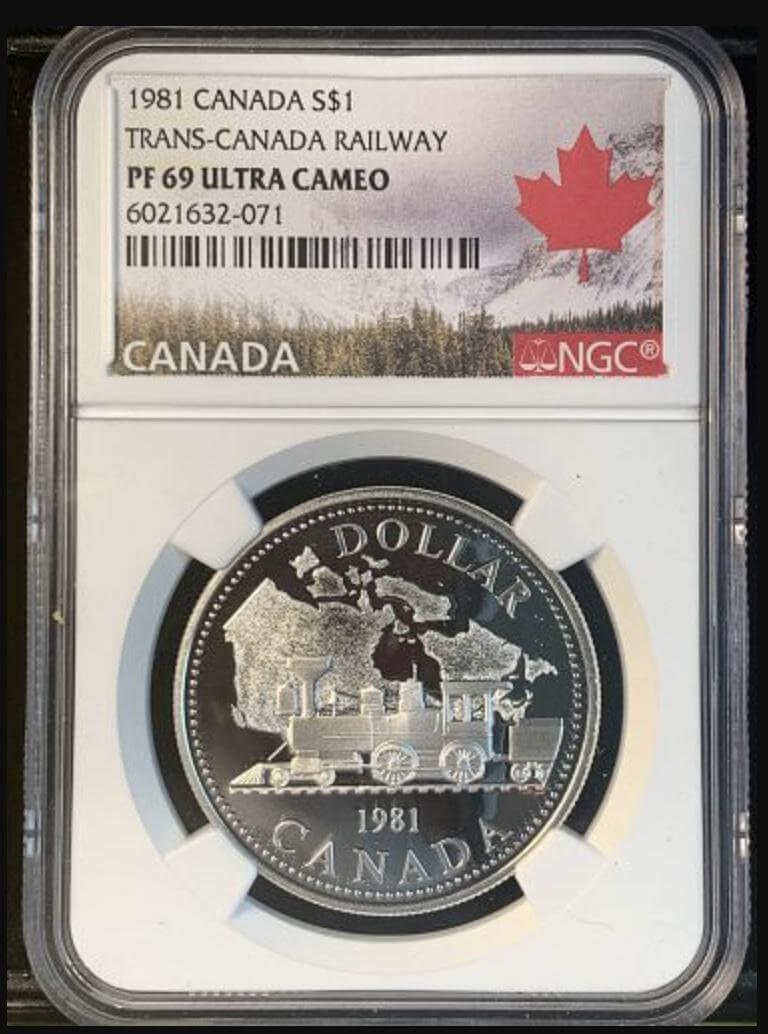 1981 CANADA S$1
TRANS-CANADA RAILWAY
PF 69 ULTRA CAMEO
6021632-071
CANADA
NGC®
DOLLAR
1981
CANADA